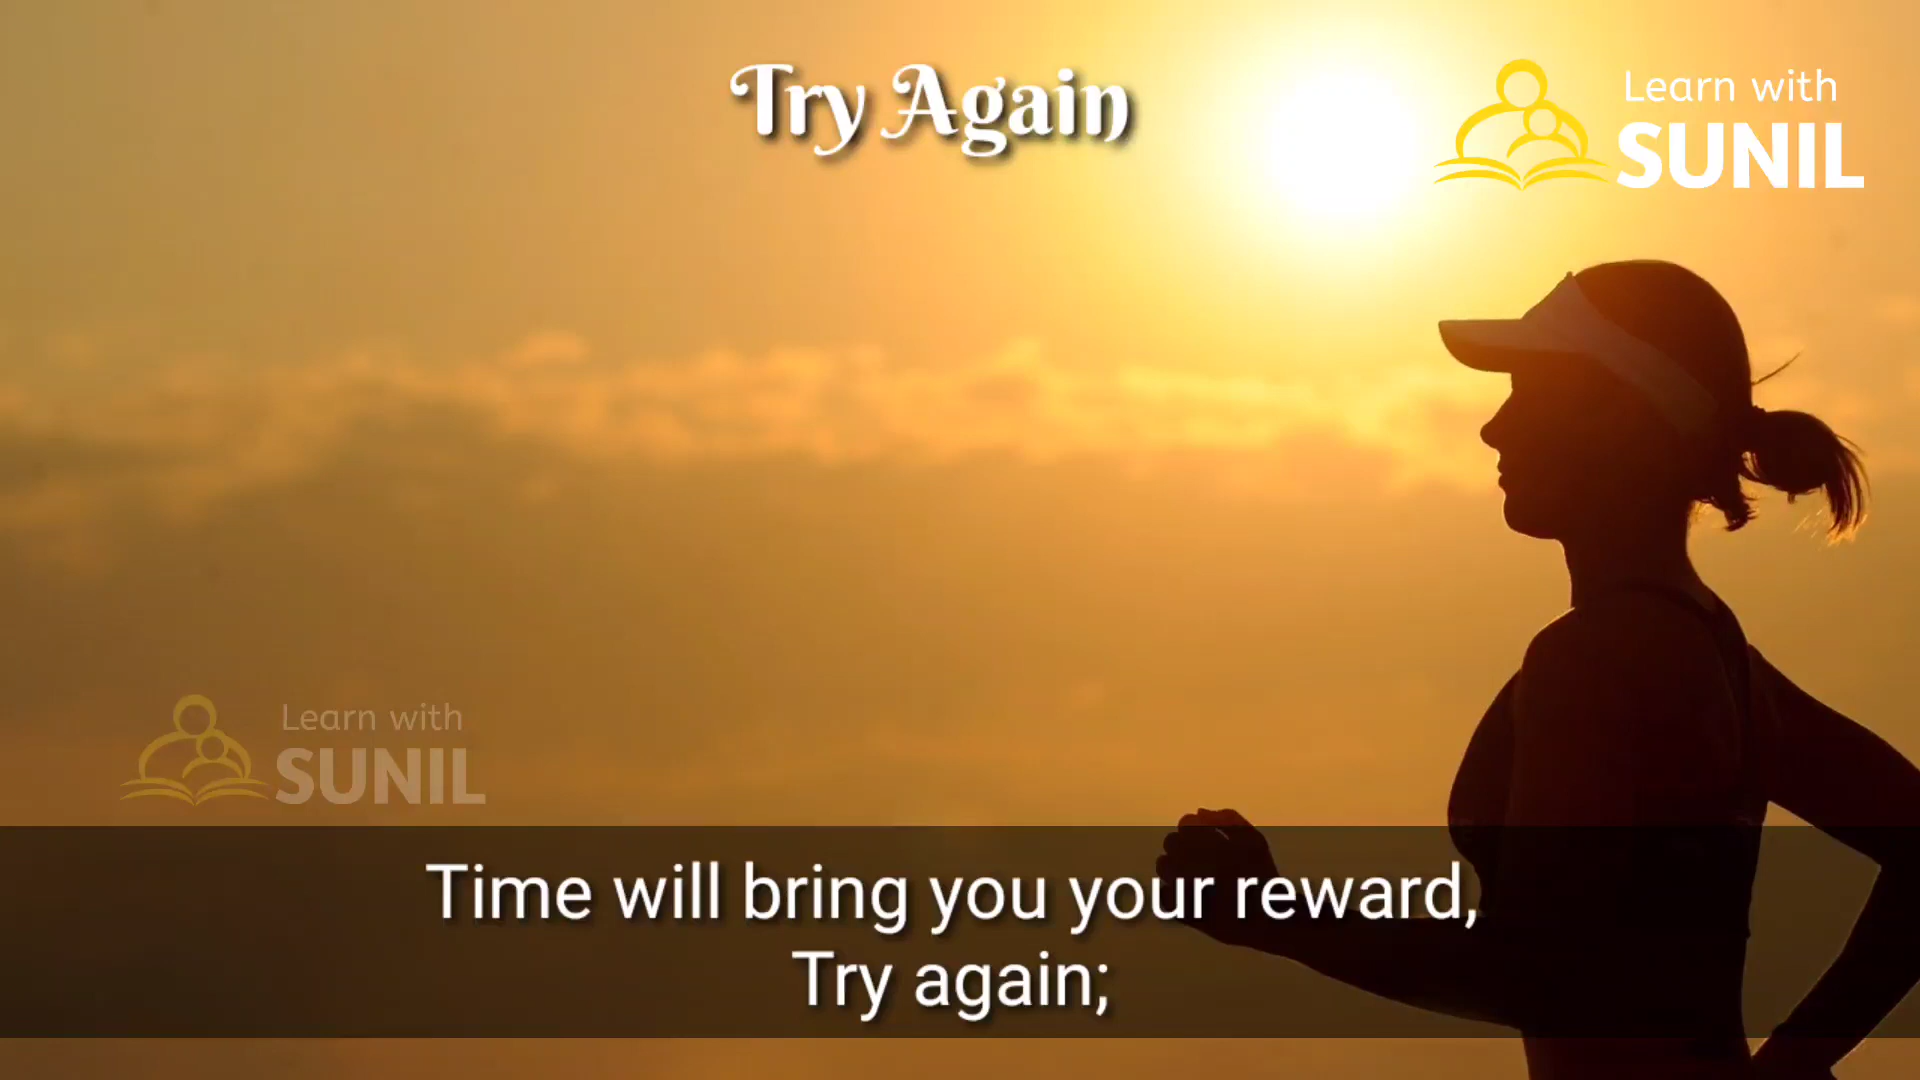 Try Again
Learn with
SUNIL
Learn with
SUNIL
Time will bring you your reward,
Try again;